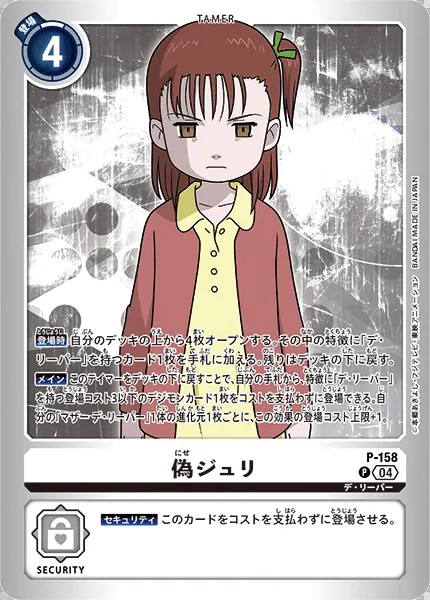 TAMER
登場
4
登場時 自分のデッキの上から4枚オープンする。その中の特徴に「デ・
リーパー」を持つカード1枚を手札に加える。残りはデッキの下に戻す。
メイン このテイマーをデッキの下に戻すことで、自分の手札から、特徴に「デ・リーパー」
を持つ登場コスト3以下のデジモンカード1枚をコストを支払わずに登場できる。自
分の「マザーデ・リーパー」1体の進化元1枚ごとに、この効果の登場コスト上限+1。
©本郷あきよし・フジテレビ・東映アニメーション BANDAI MADE IN JAPAN
にせ
偽ジュリ
P-158
P 04
デ・リーパー
SECURITY
セキュリティ このカードをコストを支払わずに登場させる。